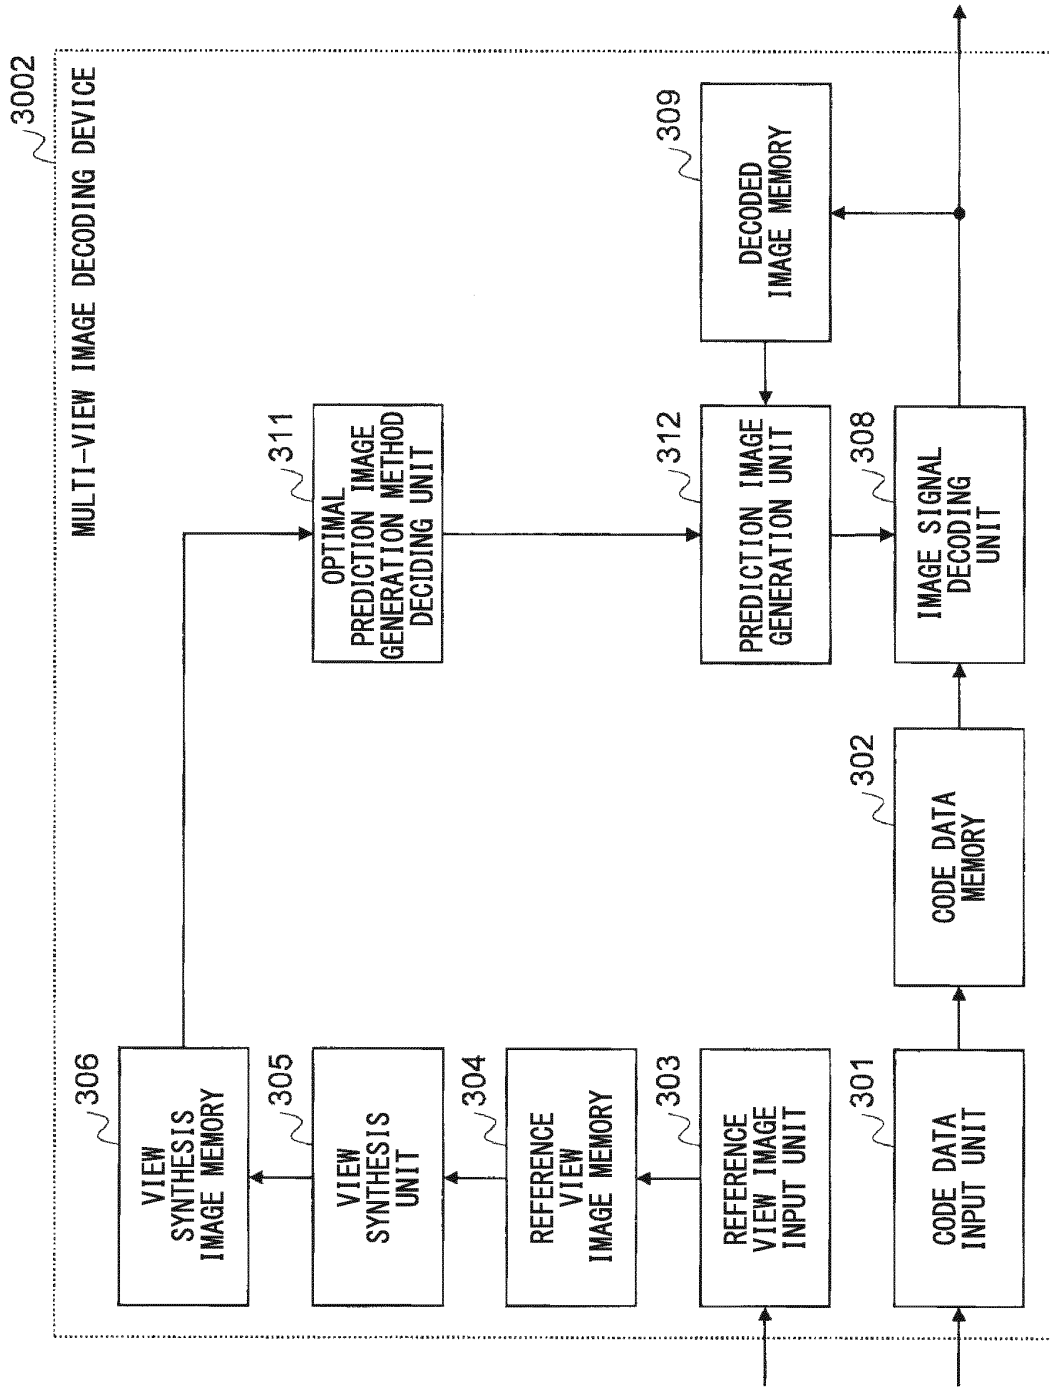 3002
MULTI-VIEW IMAGE DECODING DEVICE
306
VIEW
SYNTHESIS
IMAGE MEMORY
305
VIEW
SYNTHESIS
UNIT
311
OPTIMAL
PREDICTION IMAGE
GENERATION METHOD
DECIDING UNIT
304
REFERENCE
VIEW
IMAGE MEMORY
303
REFERENCE
VIEW IMAGE
INPUT UNIT
312
PREDICTION IMAGE
GENERATION UNIT
309
DECODED
IMAGE MEMORY
301
CODE DATA
INPUT UNIT
302
CODE DATA
MEMORY
308
IMAGE SIGNAL
DECODING
UNIT